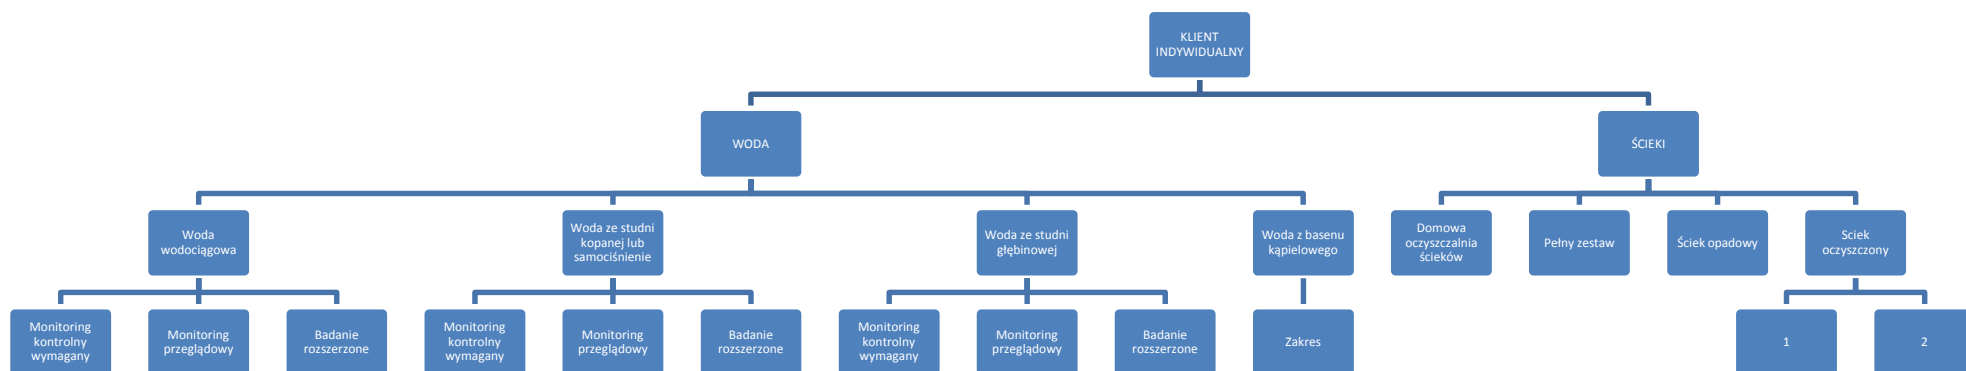 KLIENT
INDYWIDUALNY
WODA
ŚCIEKI
Woda
wodociągowa
Woda ze studni
kopanej lub
samociśnienie
Woda ze studni
głębinowej
Woda z basenu
kąpielowego
Domowa
oczyszczalnia
ścieków
Pełny zestaw
Ściek opadowy
Sciek
oczyszczony
Monitoring
kontrolny
wymagany
Monitoring
przeglądowy
Badanie
rozszerzone
Monitoring
kontrolny
wymagany
Monitoring
przeglądowy
Badanie
rozszerzone
Monitoring
kontrolny
wymagany
Monitoring
przeglądowy
Badanie
rozszerzone
Zakres
1
2